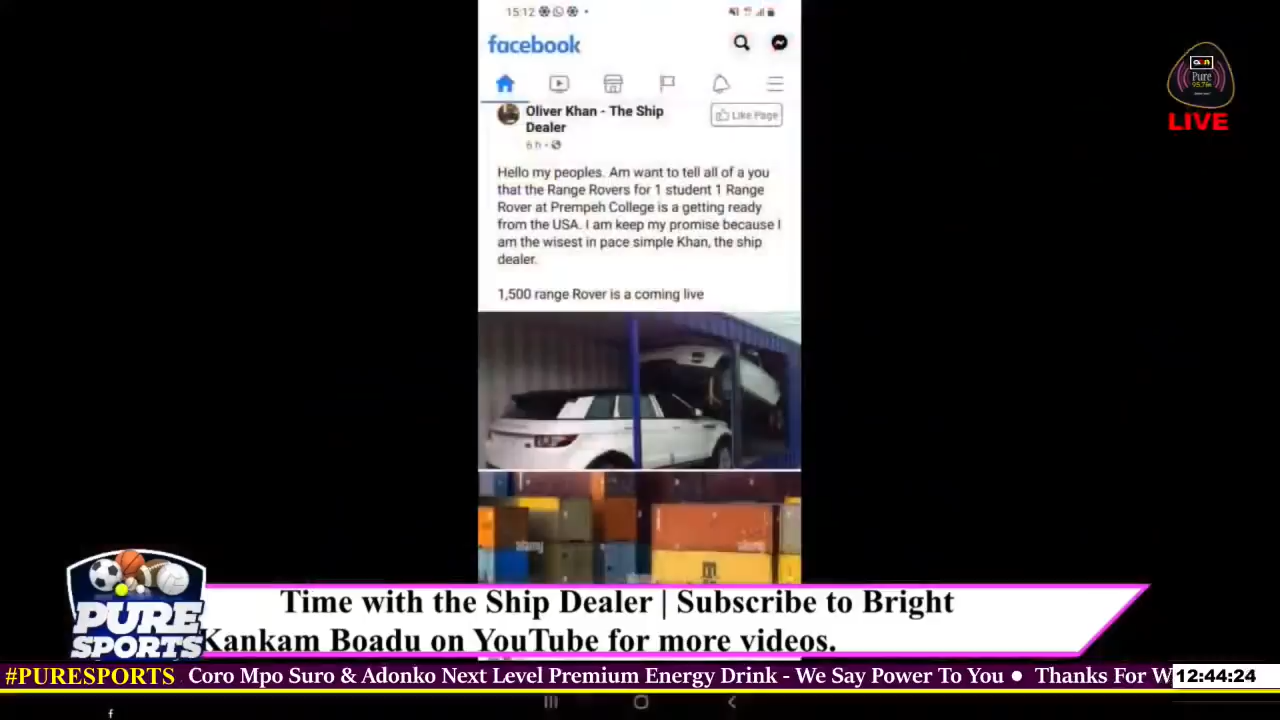 15:12
facebook
Oliver Khan - The Ship
Dealer
Like Page
6 h
Hello my peoples. Am want to tell all of a you
that the Range Rovers for 1 student 1 Range
Rover at Prempeh College is a getting ready
from the USA. I am keep my promise because I
am the wisest in pace simple Khan, the ship
dealer.
1,500 range Rover is a coming live
Pure
95.7fm
LIVE
alamy
alamy
PURE
SPORTS
Time with the Ship Dealer | Subscribe to Bright
Kankam Boadu on YouTube for more videos.
#PURESPORTS Coro Mpo Suro & Adonko Next Level Premium Energy Drink - We Say Power To You ● Thanks For W 12:44:24